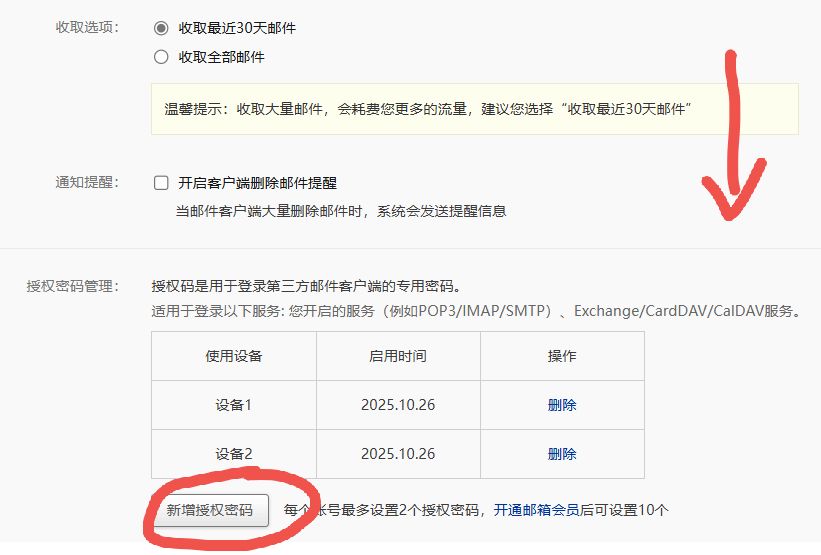 收取选项： 收取最近30天邮件
收取全部邮件
温馨提示：收取大量邮件，会耗费您更多的流量，建议您选择“收取最近30天邮件”
通知提醒： 开启客户端删除邮件提醒
当邮件客户端大量删除邮件时，系统会发送提醒信息
授权密码管理： 授权码是用于登录第三方邮件客户端的专用密码。
适用于登录以下服务: 您开启的服务（例如POP3/IMAP/SMTP）、Exchange/CardDAV/CalDAV服务。
使用设备 启用时间 操作
设备1 2025.10.26 删除
设备2 2025.10.26 删除
新增授权密码 每个账号最多设置2个授权密码，开通邮箱会员后可设置10个